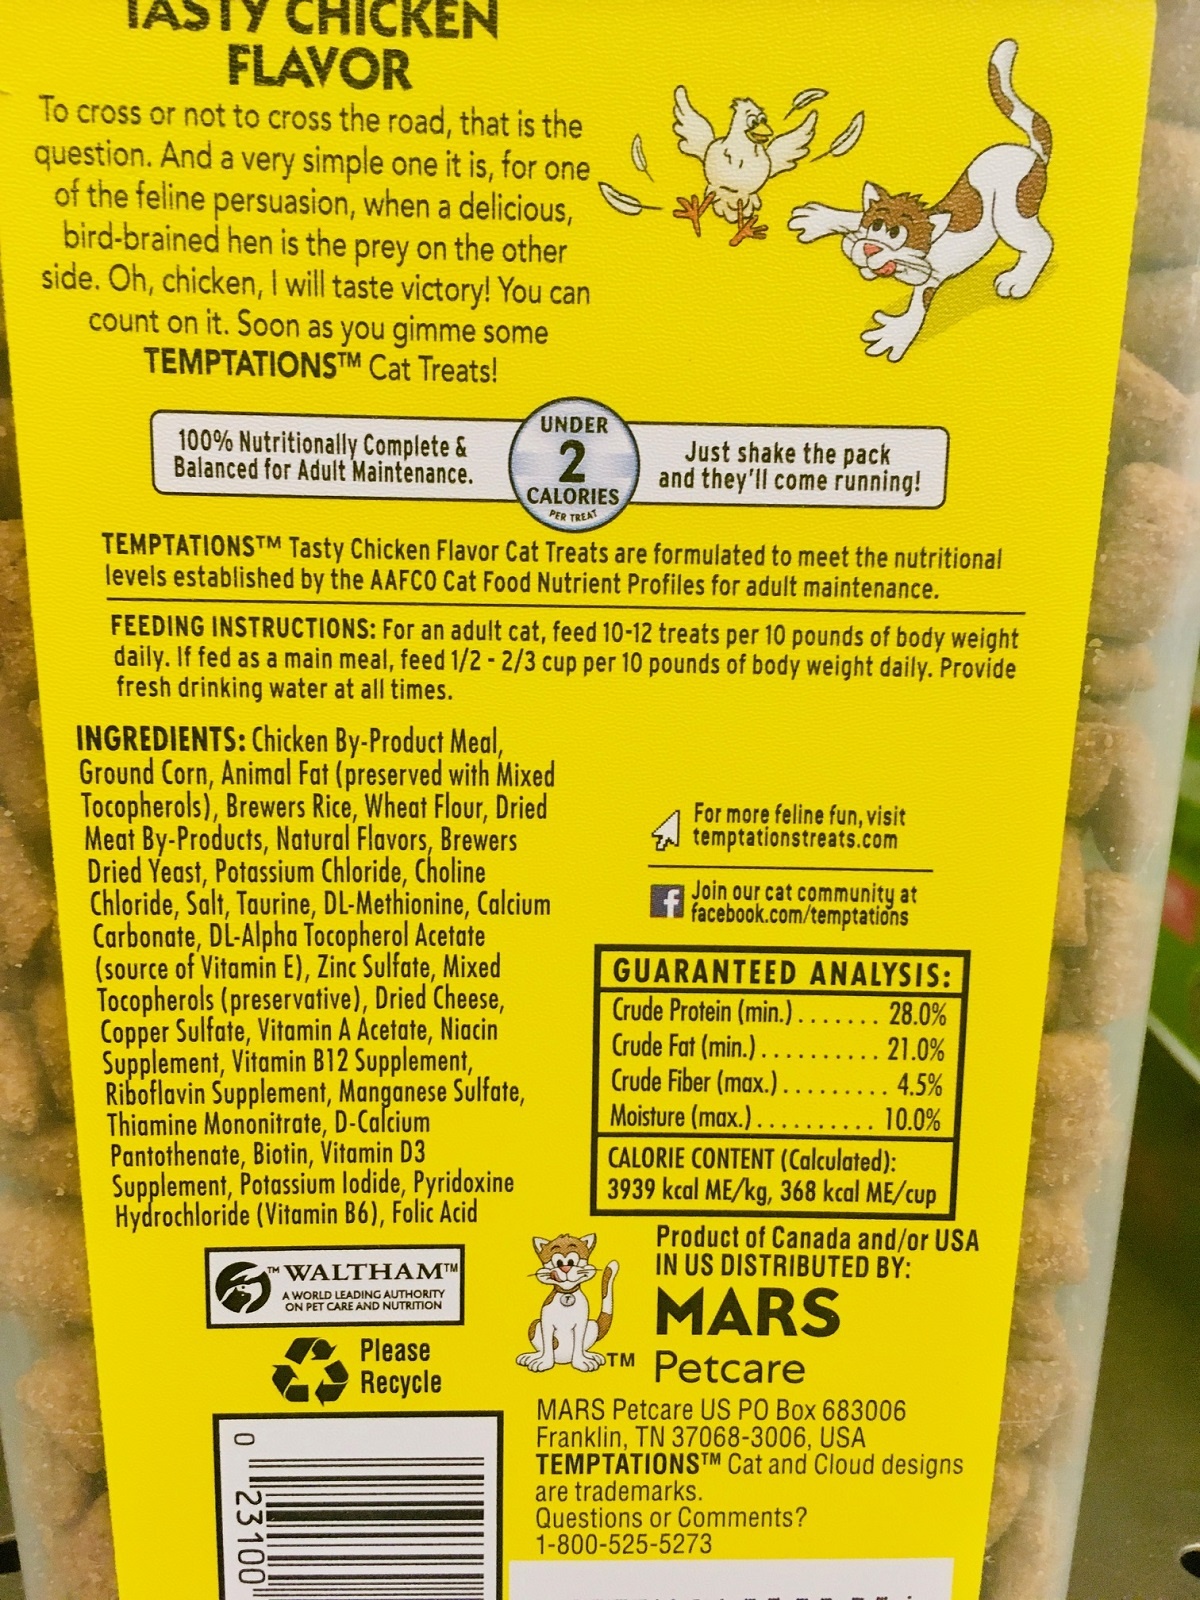 TASTY CHICKEN
FLAVOR
To cross or not to cross the road, that is the
question. And a very simple one it is, for one
of the feline persuasion, when a delicious,
bird-brained hen is the prey on the other
side. Oh, chicken, I will taste victory! You can
count on it. Soon as you gimme some
TEMPTATIONS™ Cat Treats!
100% Nutritionally Complete &
Balanced for Adult Maintenance.
UNDER
2
CALORIES
PER TREAT
Just shake the pack
and they'll come running!
TEMPTATIONS™ Tasty Chicken Flavor Cat Treats are formulated to meet the nutritional
levels established by the AAFCO Cat Food Nutrient Profiles for adult maintenance.
FEEDING INSTRUCTIONS: For an adult cat, feed 10-12 treats per 10 pounds of body weight
daily. If fed as a main meal, feed 1/2 - 2/3 cup per 10 pounds of body weight daily. Provide
fresh drinking water at all times.
INGREDIENTS: Chicken By-Product Meal,
Ground Corn, Animal Fat (preserved with Mixed
Tocopherols), Brewers Rice, Wheat Flour, Dried
Meat By-Products, Natural Flavors, Brewers
Dried Yeast, Potassium Chloride, Choline
Chloride, Salt, Taurine, DL-Methionine, Calcium
Carbonate, DL-Alpha Tocopherol Acetate
(source of Vitamin E), Zinc Sulfate, Mixed
Tocopherols (preservative), Dried Cheese,
Copper Sulfate, Vitamin A Acetate, Niacin
Supplement, Vitamin B12 Supplement,
Riboflavin Supplement, Manganese Sulfate,
Thiamine Mononitrate, D-Calcium
Pantothenate, Biotin, Vitamin D3
Supplement, Potassium Iodide, Pyridoxine
Hydrochloride (Vitamin B6), Folic Acid
For more feline fun, visit
temptationstreats.com
f Join our cat community at
facebook.com/temptations
GUARANTEED ANALYSIS:
Crude Protein (min.) ....... 28.0%
Crude Fat (min.) .......... 21.0%
Crude Fiber (max.) ......... 4.5%
Moisture (max.) .......... 10.0%
CALORIE CONTENT (Calculated):
3939 kcal ME/kg, 368 kcal ME/cup
™ WALTHAM™
A WORLD LEADING AUTHORITY
ON PET CARE AND NUTRITION
Please
Recycle
0 23100
Product of Canada and/or USA
IN US DISTRIBUTED BY:
MARS
™ Petcare
MARS Petcare US PO Box 683006
Franklin, TN 37068-3006, USA
TEMPTATIONS™ Cat and Cloud designs
are trademarks.
Questions or Comments?
1-800-525-5273